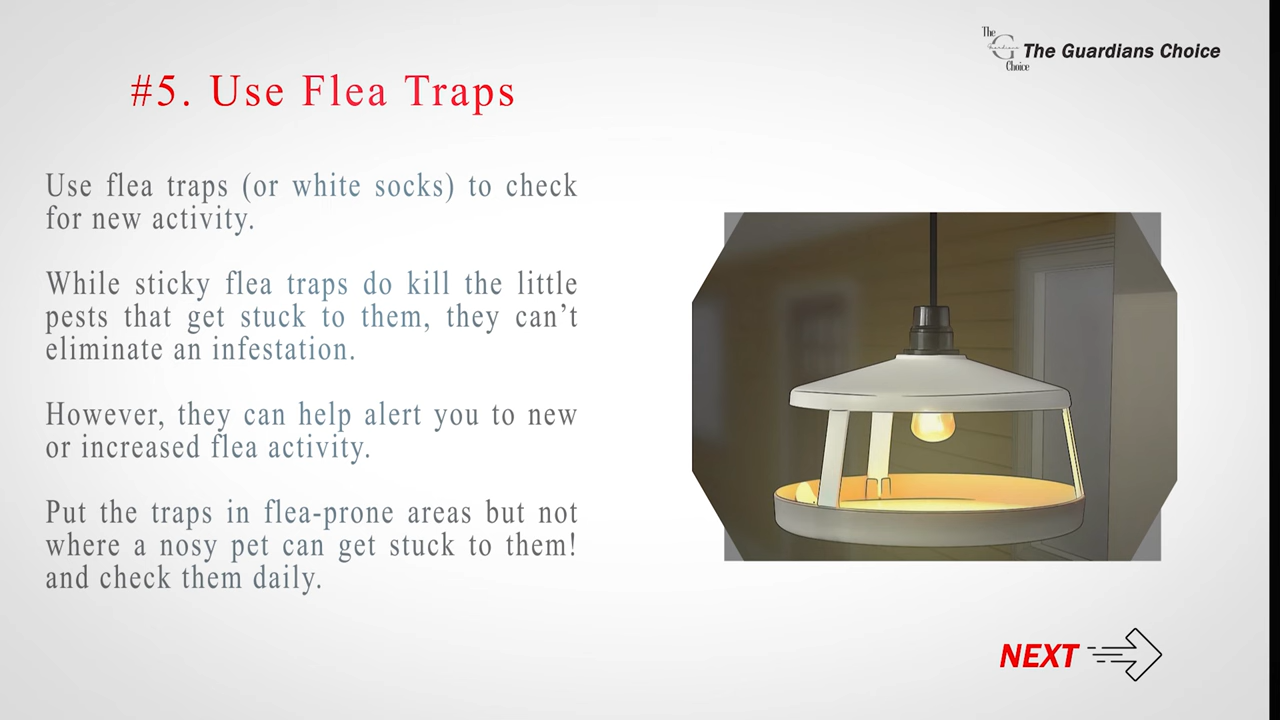 The
G
Guardians
Choice
The Guardians Choice
#5. Use Flea Traps
Use flea traps (or white socks) to check
for new activity.
While sticky flea traps do kill the little
pests that get stuck to them, they can’t
eliminate an infestation.
However, they can help alert you to new
or increased flea activity.
Put the traps in flea-prone areas but not
where a nosy pet can get stuck to them!
and check them daily.
NEXT